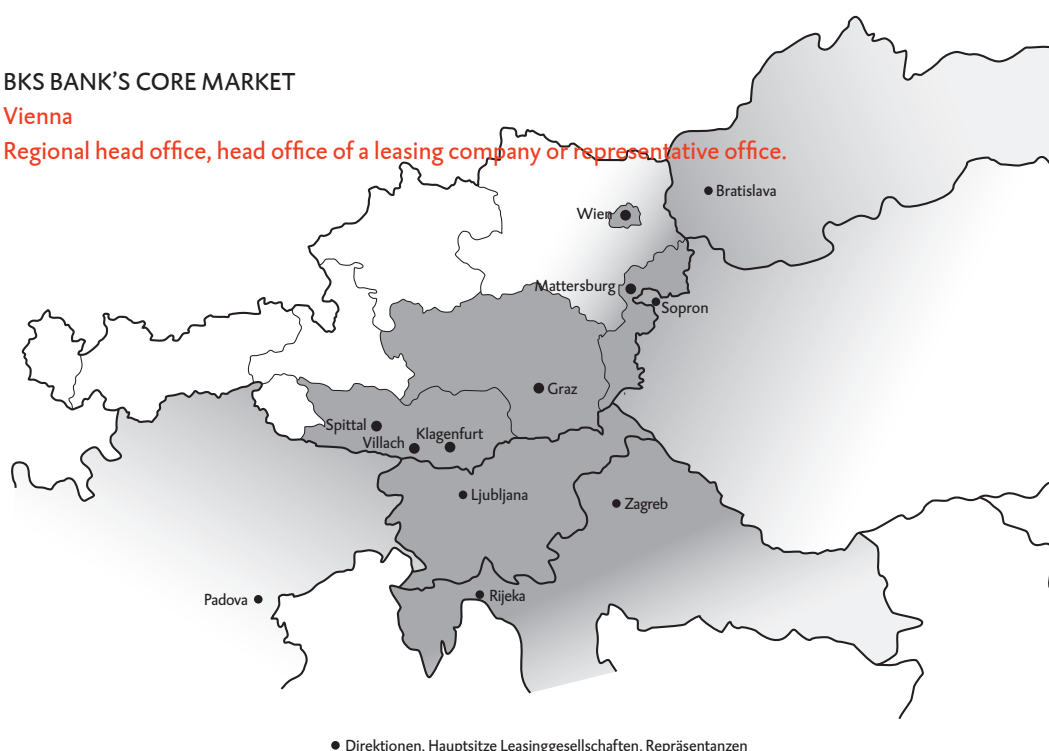 BKS BANK'S CORE MARKET
Vienna
Regional head office, head office of a leasing company or representative office.
Bratislava
Wien
Mattersburg
Sopron
Graz
Spittal
Villach
Klagenfurt
Ljubljana
Zagreb
Rijeka
Padova
Direktionen, Hauptsitze Leasinggesellschaften, Repräsentanzen